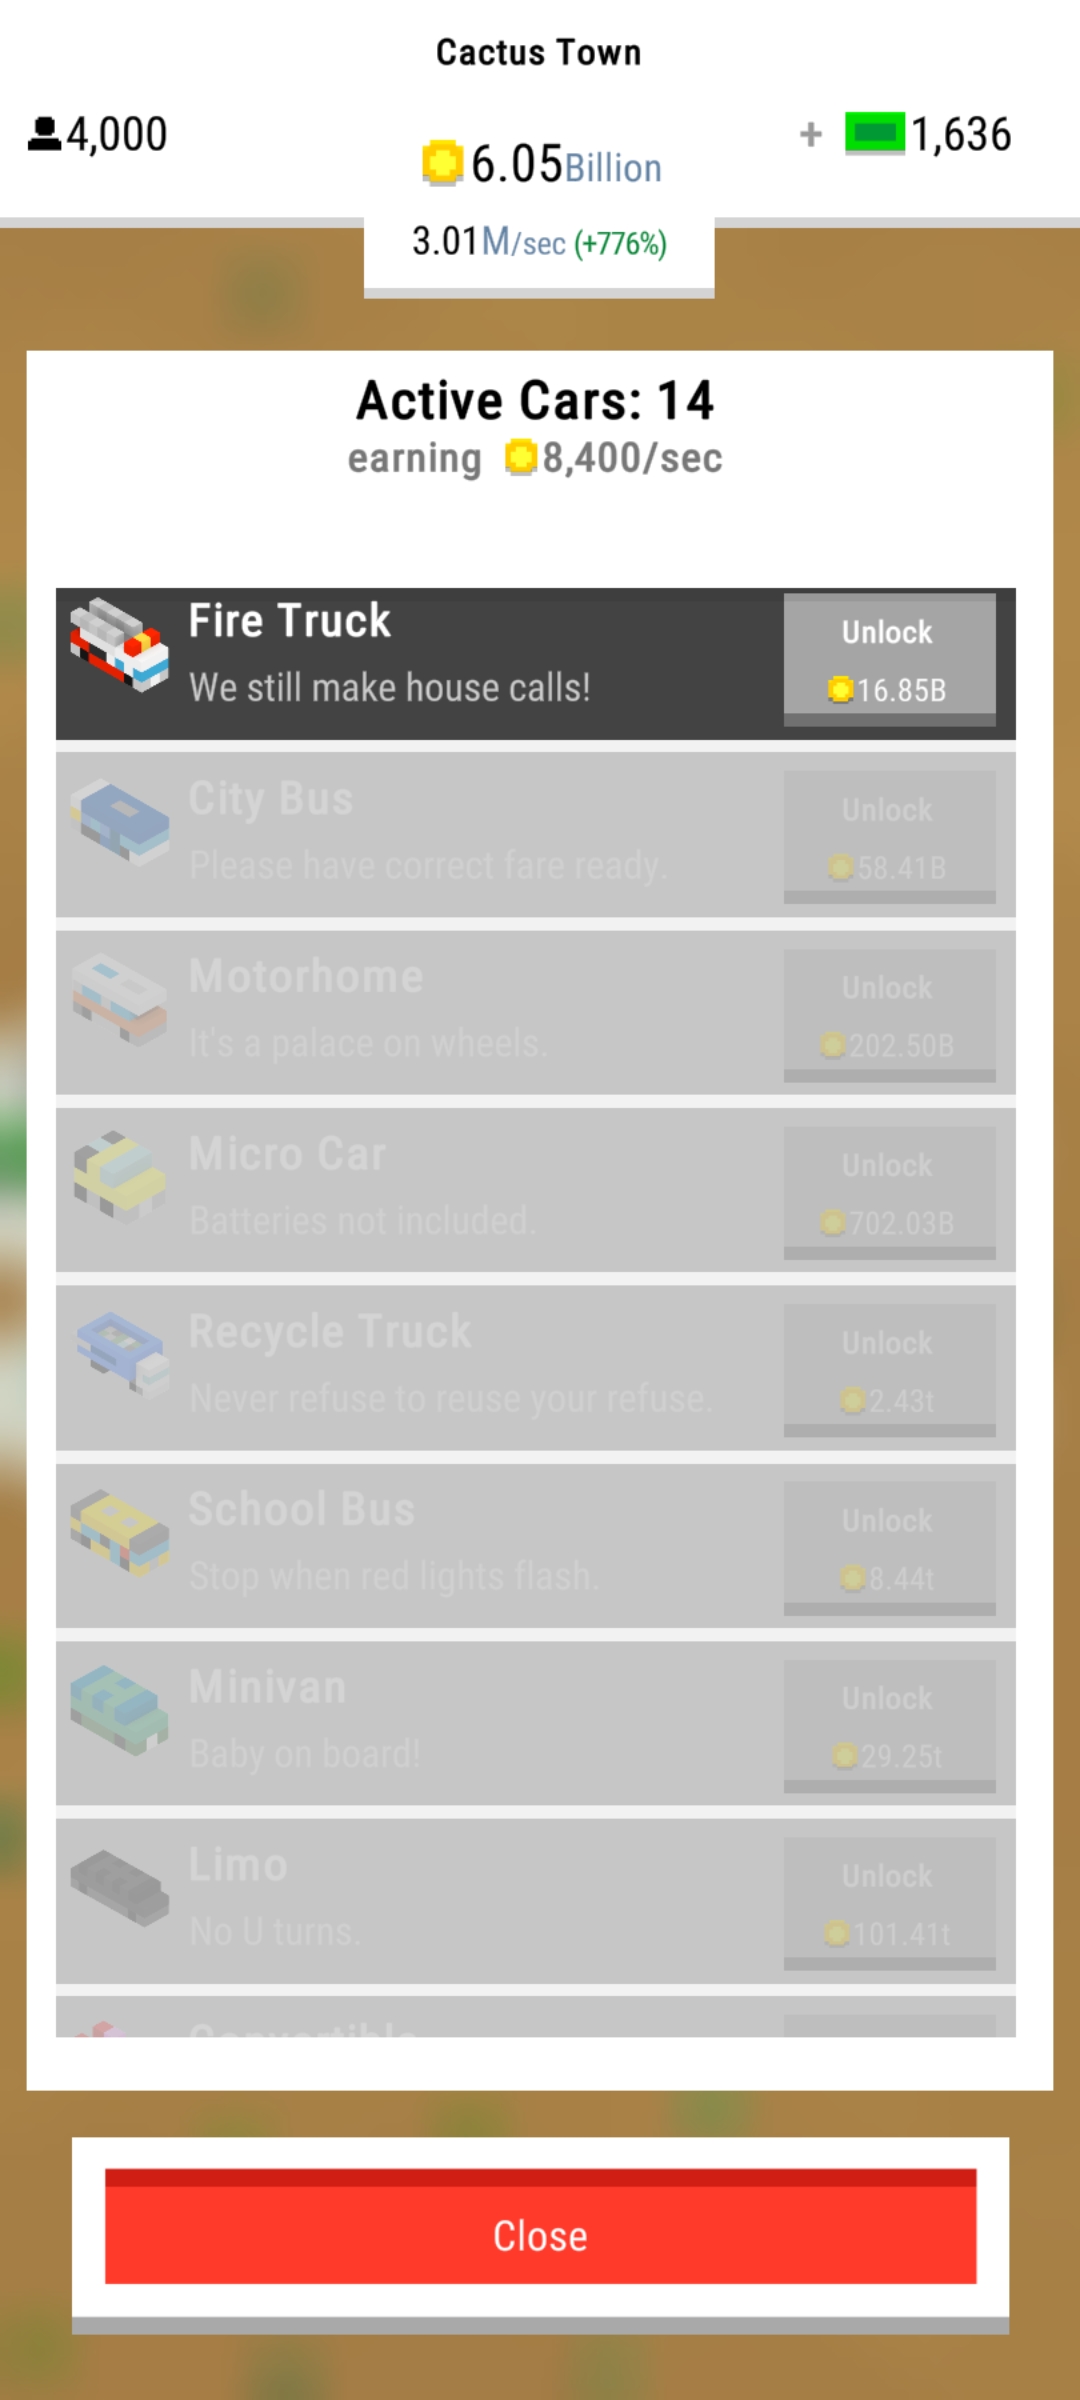 Cactus Town
4,000
6.05Billion
+ 1,636
3.01M/sec (+776%)
Active Cars: 14
earning 8,400/sec
Fire Truck
We still make house calls!
Unlock
16.85B
City Bus
Please have correct fare ready.
Unlock
58.41B
Motorhome
It's a palace on wheels.
Unlock
202.50B
Micro Car
Batteries not included.
Unlock
702.03B
Recycle Truck
Never refuse to reuse your refuse.
Unlock
2.43t
School Bus
Stop when red lights flash.
Unlock
8.44t
Minivan
Baby on board!
Unlock
29.25t
Limo
No U turns.
Unlock
101.41t
Convertible
Close